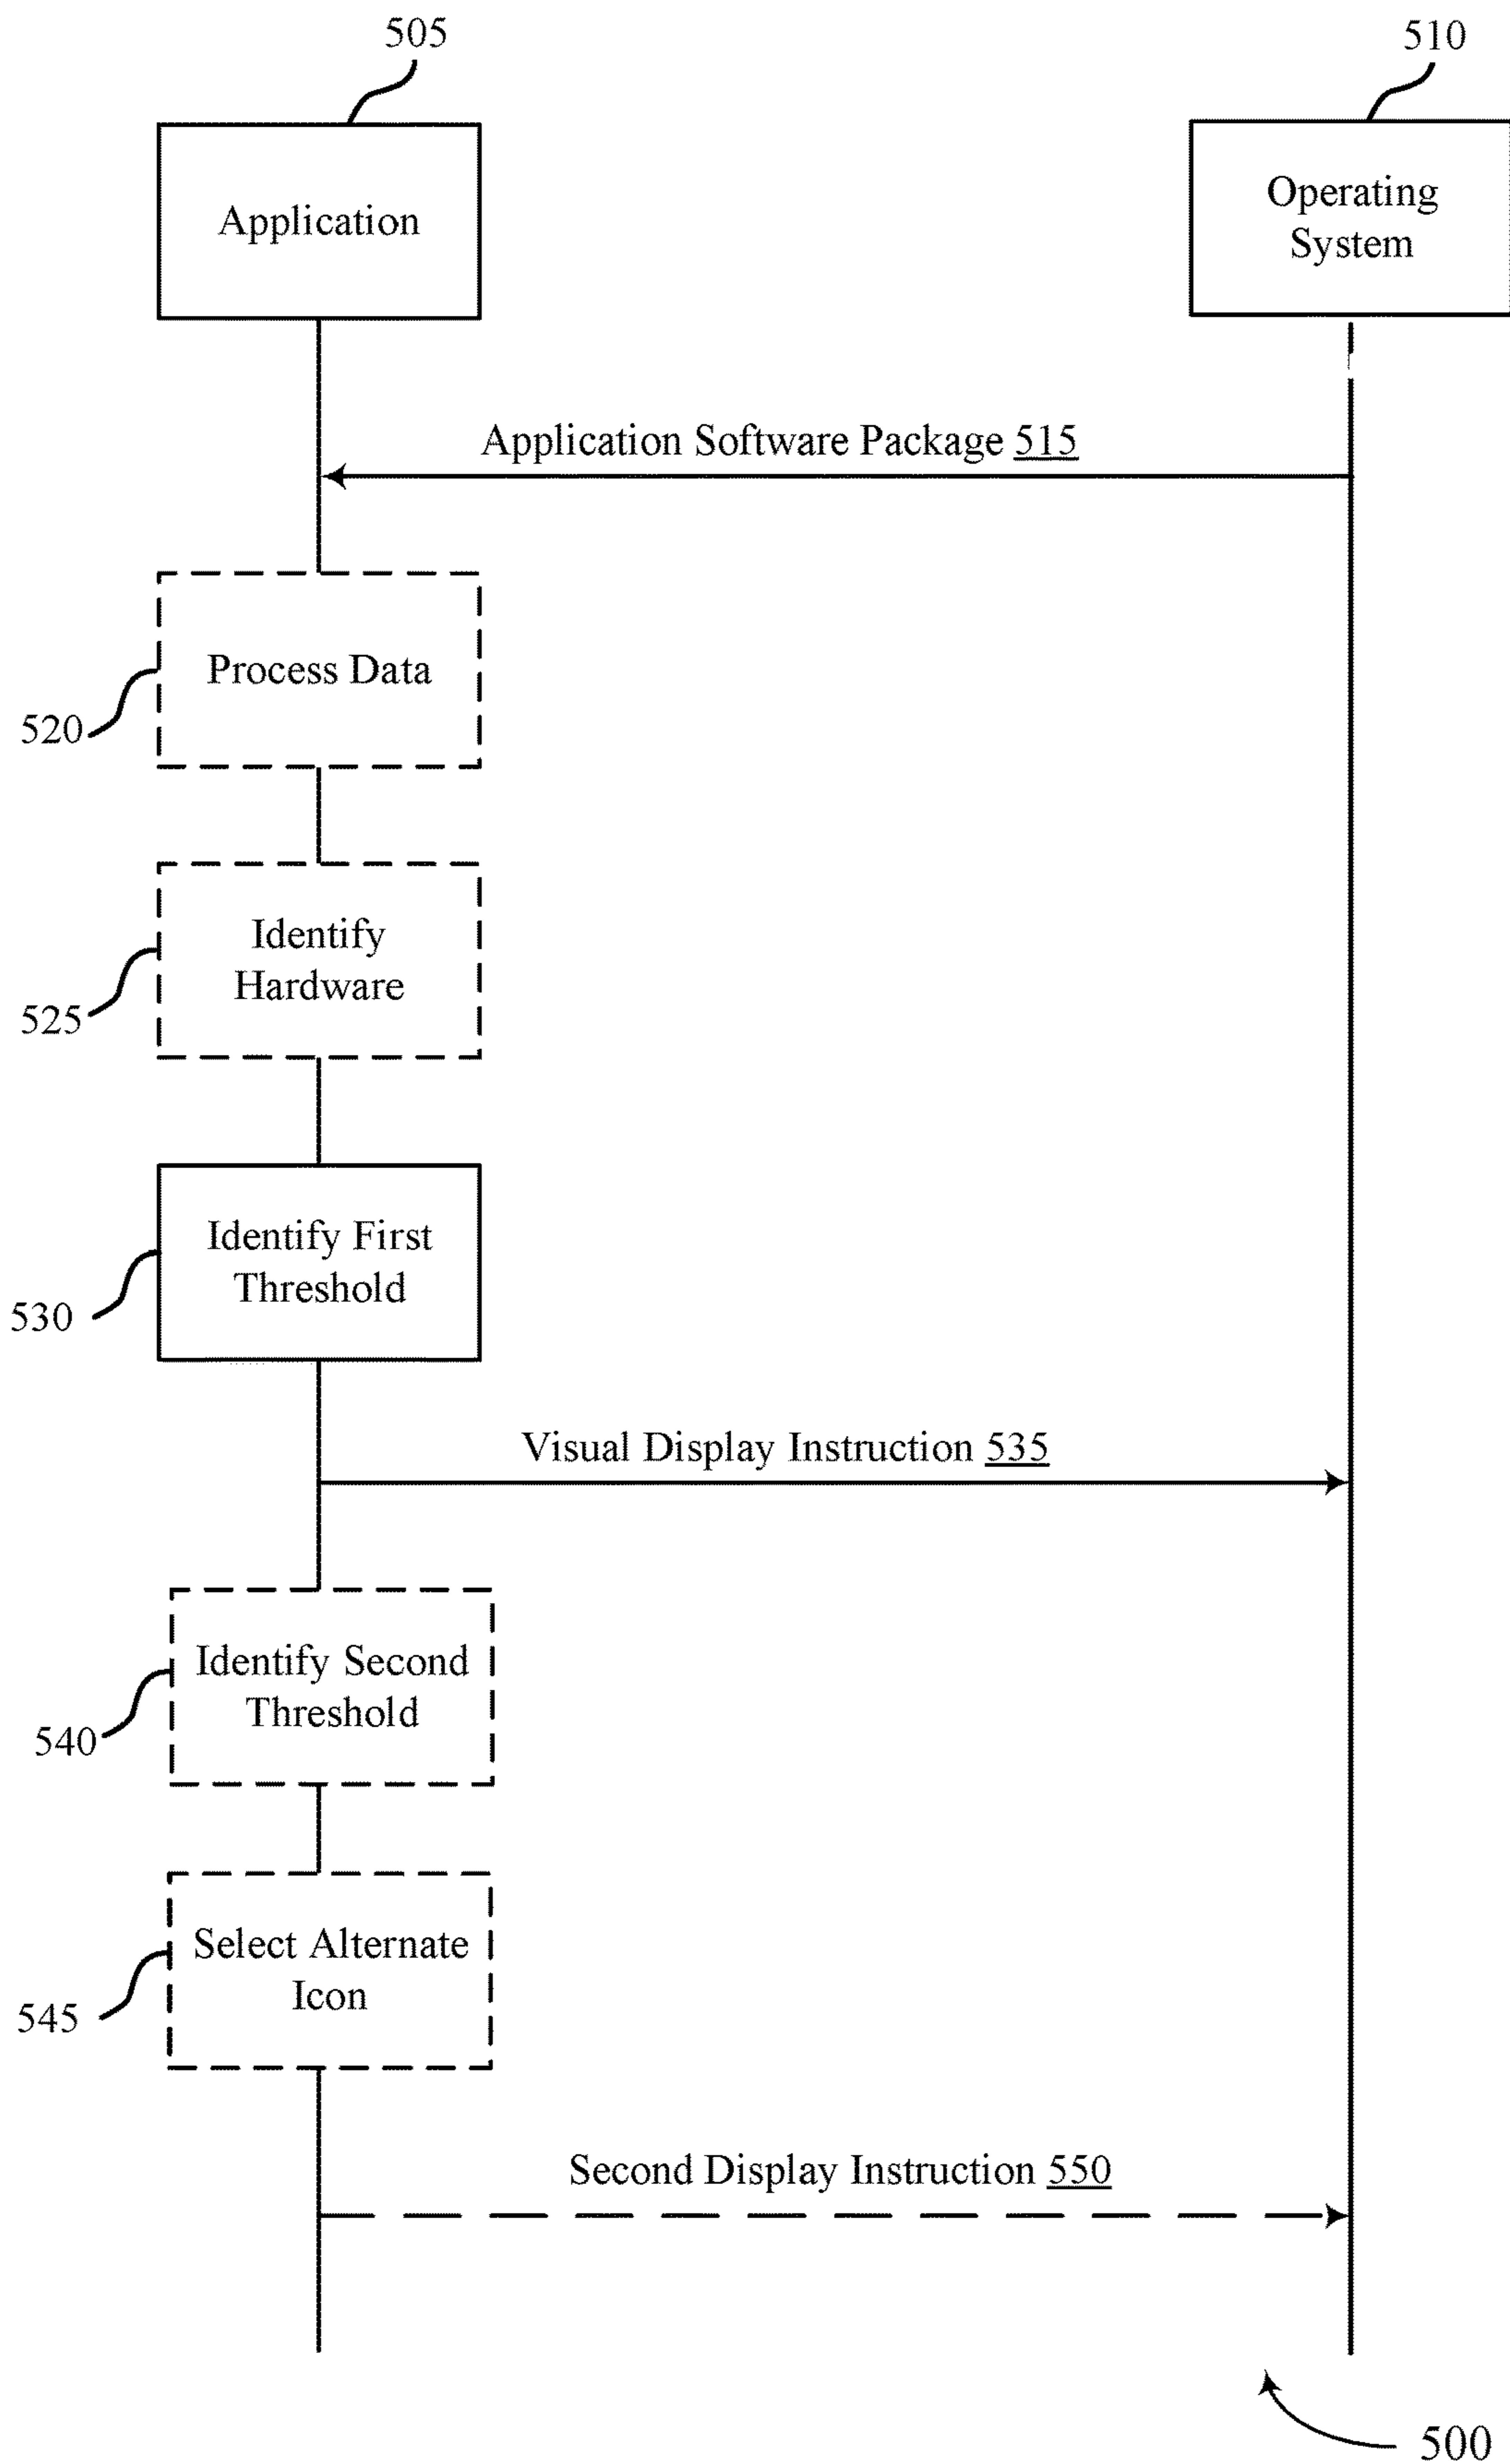 505
510
Application
Operating
System
Application Software Package 515
Process Data
520
Identify
Hardware
525
Identify First
Threshold
530
Visual Display Instruction 535
Identify Second
Threshold
540
Select Alternate
Icon
545
Second Display Instruction 550
500